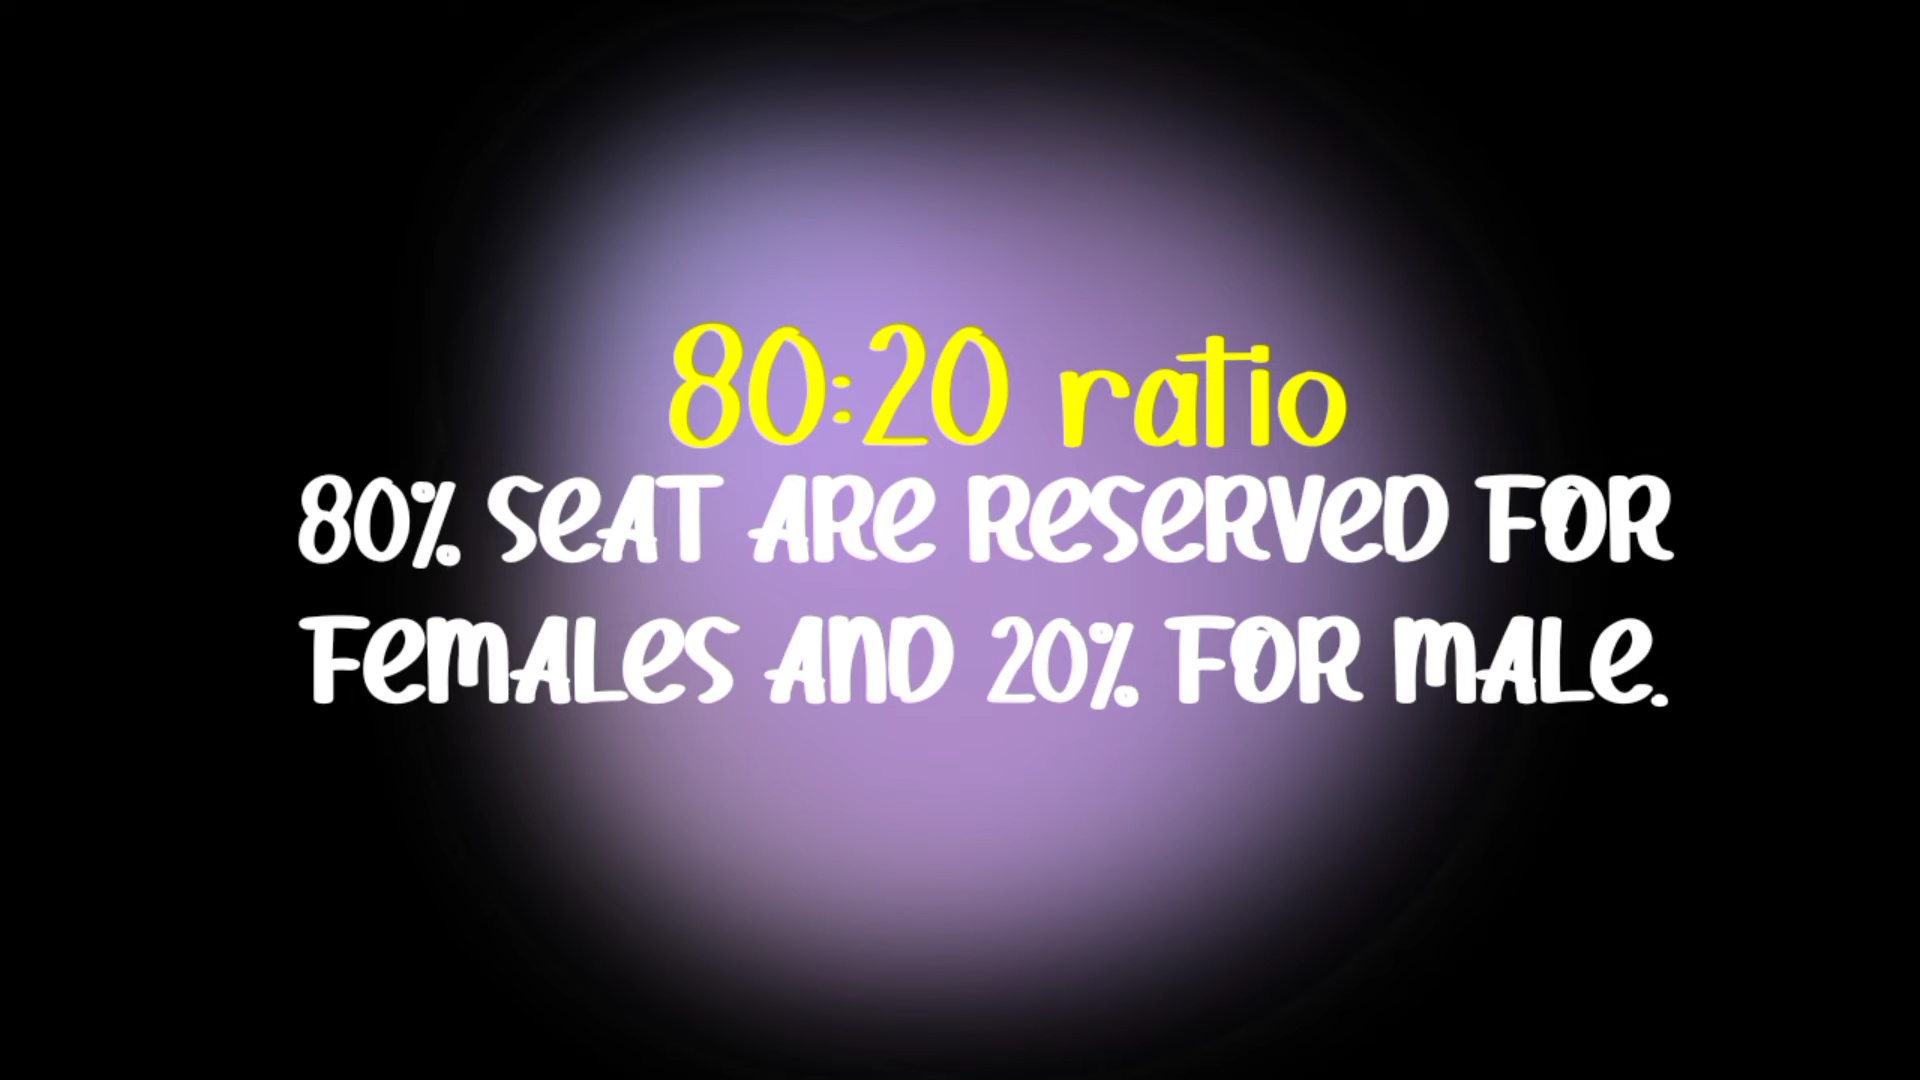 80:20 ratio
80% SEAT ARE RESERVED FOR
FEMALES AND 20% FOR MALE.